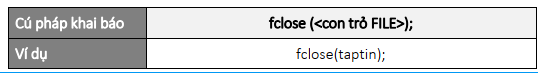 Cú pháp khai báo fclose (<con trỏ FILE>);
Ví dụ fclose(taptin);